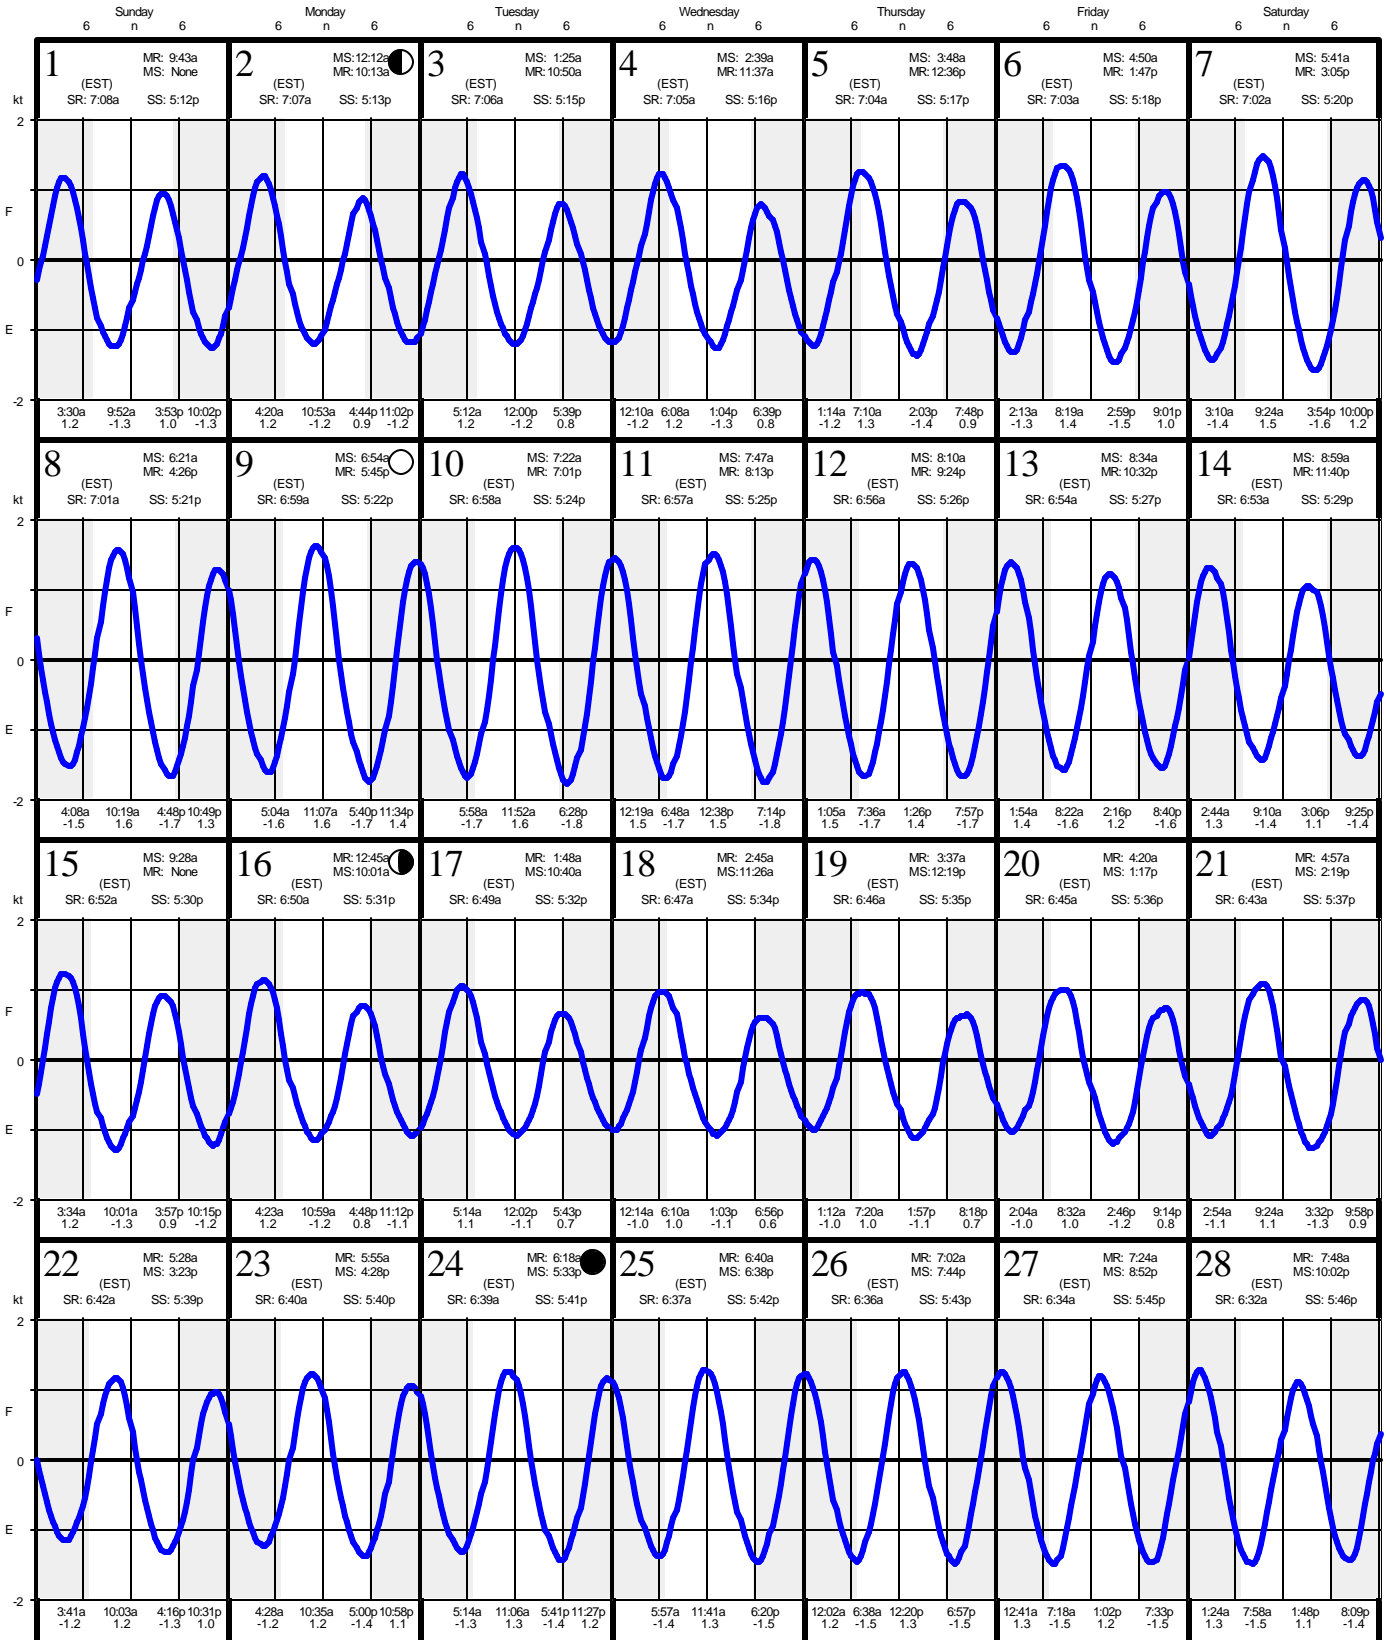 Sunday Monday Tuesday Wednesday Thursday Friday Saturday
6 n 6 6 n 6 6 n 6 6 n 6 6 n 6 6 n 6 6 n 6
1 MR: 9:43a 2 MS:12:12a 3 MS: 1:25a 4 MS: 2:39a 5 MS: 3:48a 6 MS: 4:50a 7 MS: 5:41a
MS: None MR:10:13a MR:10:50a MR:11:37a MR:12:36p MR: 1:47p MR: 3:05p
(EST) (EST) (EST) (EST) (EST) (EST) (EST)
kt SR: 7:08a SS: 5:12p SR: 7:07a SS: 5:13p SR: 7:06a SS: 5:15p SR: 7:05a SS: 5:16p SR: 7:04a SS: 5:17p SR: 7:03a SS: 5:18p SR: 7:02a SS: 5:20p
2
F
0
E
-2
3:30a 9:52a 3:53p 10:02p 4:20a 10:53a 4:44p 11:02p 5:12a 12:00p 5:39p 12:10a 6:08a 1:04p 6:39p 1:14a 7:10a 2:03p 7:48p 2:13a 8:19a 2:59p 9:01p 3:10a 9:24a 3:54p 10:00p
1.2 -1.3 1.0 -1.3 1.2 -1.2 0.9 -1.2 1.2 -1.2 0.8 -1.2 1.2 -1.3 0.8 -1.2 1.3 -1.4 0.9 -1.3 1.4 -1.5 1.0 -1.4 1.5 -1.6 1.2
8 MS: 6:21a 9 MS: 6:54a 10 MS: 7:22a 11 MS: 7:47a 12 MS: 8:10a 13 MS: 8:34a 14 MS: 8:59a
MR: 4:26p MR: 5:45p MR: 7:01p MR: 8:13p MR: 9:24p MR:10:32p MR:11:40p
(EST) (EST) (EST) (EST) (EST) (EST) (EST)
kt SR: 7:01a SS: 5:21p SR: 6:59a SS: 5:22p SR: 6:58a SS: 5:24p SR: 6:57a SS: 5:25p SR: 6:56a SS: 5:26p SR: 6:54a SS: 5:27p SR: 6:53a SS: 5:29p
2
F
0
E
-2
4:08a 10:19a 4:48p 10:49p 5:04a 11:07a 5:40p 11:34p 5:58a 11:52a 6:28p 12:19a 6:48a 12:38p 7:14p 1:05a 7:36a 1:26p 7:57p 1:54a 8:22a 2:16p 8:40p 2:44a 9:10a 3:06p 9:25p
-1.5 1.6 -1.7 1.3 -1.6 1.6 -1.7 1.4 -1.7 1.6 -1.8 1.5 -1.7 1.5 -1.8 1.5 -1.7 1.4 -1.7 1.4 -1.6 1.2 -1.6 1.3 -1.4 1.1 -1.4
15 MS: 9:28a 16 MR:12:45a 17 MR: 1:48a 18 MR: 2:45a 19 MR: 3:37a 20 MR: 4:20a 21 MR: 4:57a
MR: None MS:10:01a MS:10:40a MS:11:26a MS:12:19p MS: 1:17p MS: 2:19p
(EST) (EST) (EST) (EST) (EST) (EST) (EST)
kt SR: 6:52a SS: 5:30p SR: 6:50a SS: 5:31p SR: 6:49a SS: 5:32p SR: 6:47a SS: 5:34p SR: 6:46a SS: 5:35p SR: 6:45a SS: 5:36p SR: 6:43a SS: 5:37p
2
F
0
E
-2
3:34a 10:01a 3:57p 10:15p 4:23a 10:59a 4:48p 11:12p 5:14a 12:02p 5:43p 12:14a 6:10a 1:03p 6:56p 1:12a 7:20a 1:57p 8:18p 2:04a 8:32a 2:46p 9:14p 2:54a 9:24a 3:32p 9:58p
1.2 -1.3 0.9 -1.2 1.2 -1.2 0.8 -1.1 1.1 -1.1 0.7 -1.0 1.0 -1.1 0.6 -1.0 1.0 -1.1 0.7 -1.0 1.0 -1.2 0.8 -1.1 1.1 -1.3 0.9
22 MR: 5:28a 23 MR: 5:55a 24 MR: 6:18a 25 MR: 6:40a 26 MR: 7:02a 27 MR: 7:24a 28 MR: 7:48a
MS: 3:23p MS: 4:28p MS: 5:33p MS: 6:38p MS: 7:44p MS: 8:52p MS:10:02p
(EST) (EST) (EST) (EST) (EST) (EST) (EST)
kt SR: 6:42a SS: 5:39p SR: 6:40a SS: 5:40p SR: 6:39a SS: 5:41p SR: 6:37a SS: 5:42p SR: 6:36a SS: 5:43p SR: 6:34a SS: 5:45p SR: 6:32a SS: 5:46p
2
F
0
E
-2
3:41a 10:03a 4:16p 10:31p 4:28a 10:35a 5:00p 10:58p 5:14a 11:06a 5:41p 11:27p 5:57a 11:41a 6:20p 12:02a 6:38a 12:20p 6:57p 12:41a 7:18a 1:02p 7:33p 1:24a 7:58a 1:48p 8:09p
-1.2 1.2 -1.3 1.0 -1.2 1.2 -1.4 1.1 -1.3 1.3 -1.4 1.2 -1.4 1.3 -1.5 1.2 -1.5 1.3 -1.5 1.3 -1.5 1.2 -1.5 1.3 -1.5 1.1 -1.4